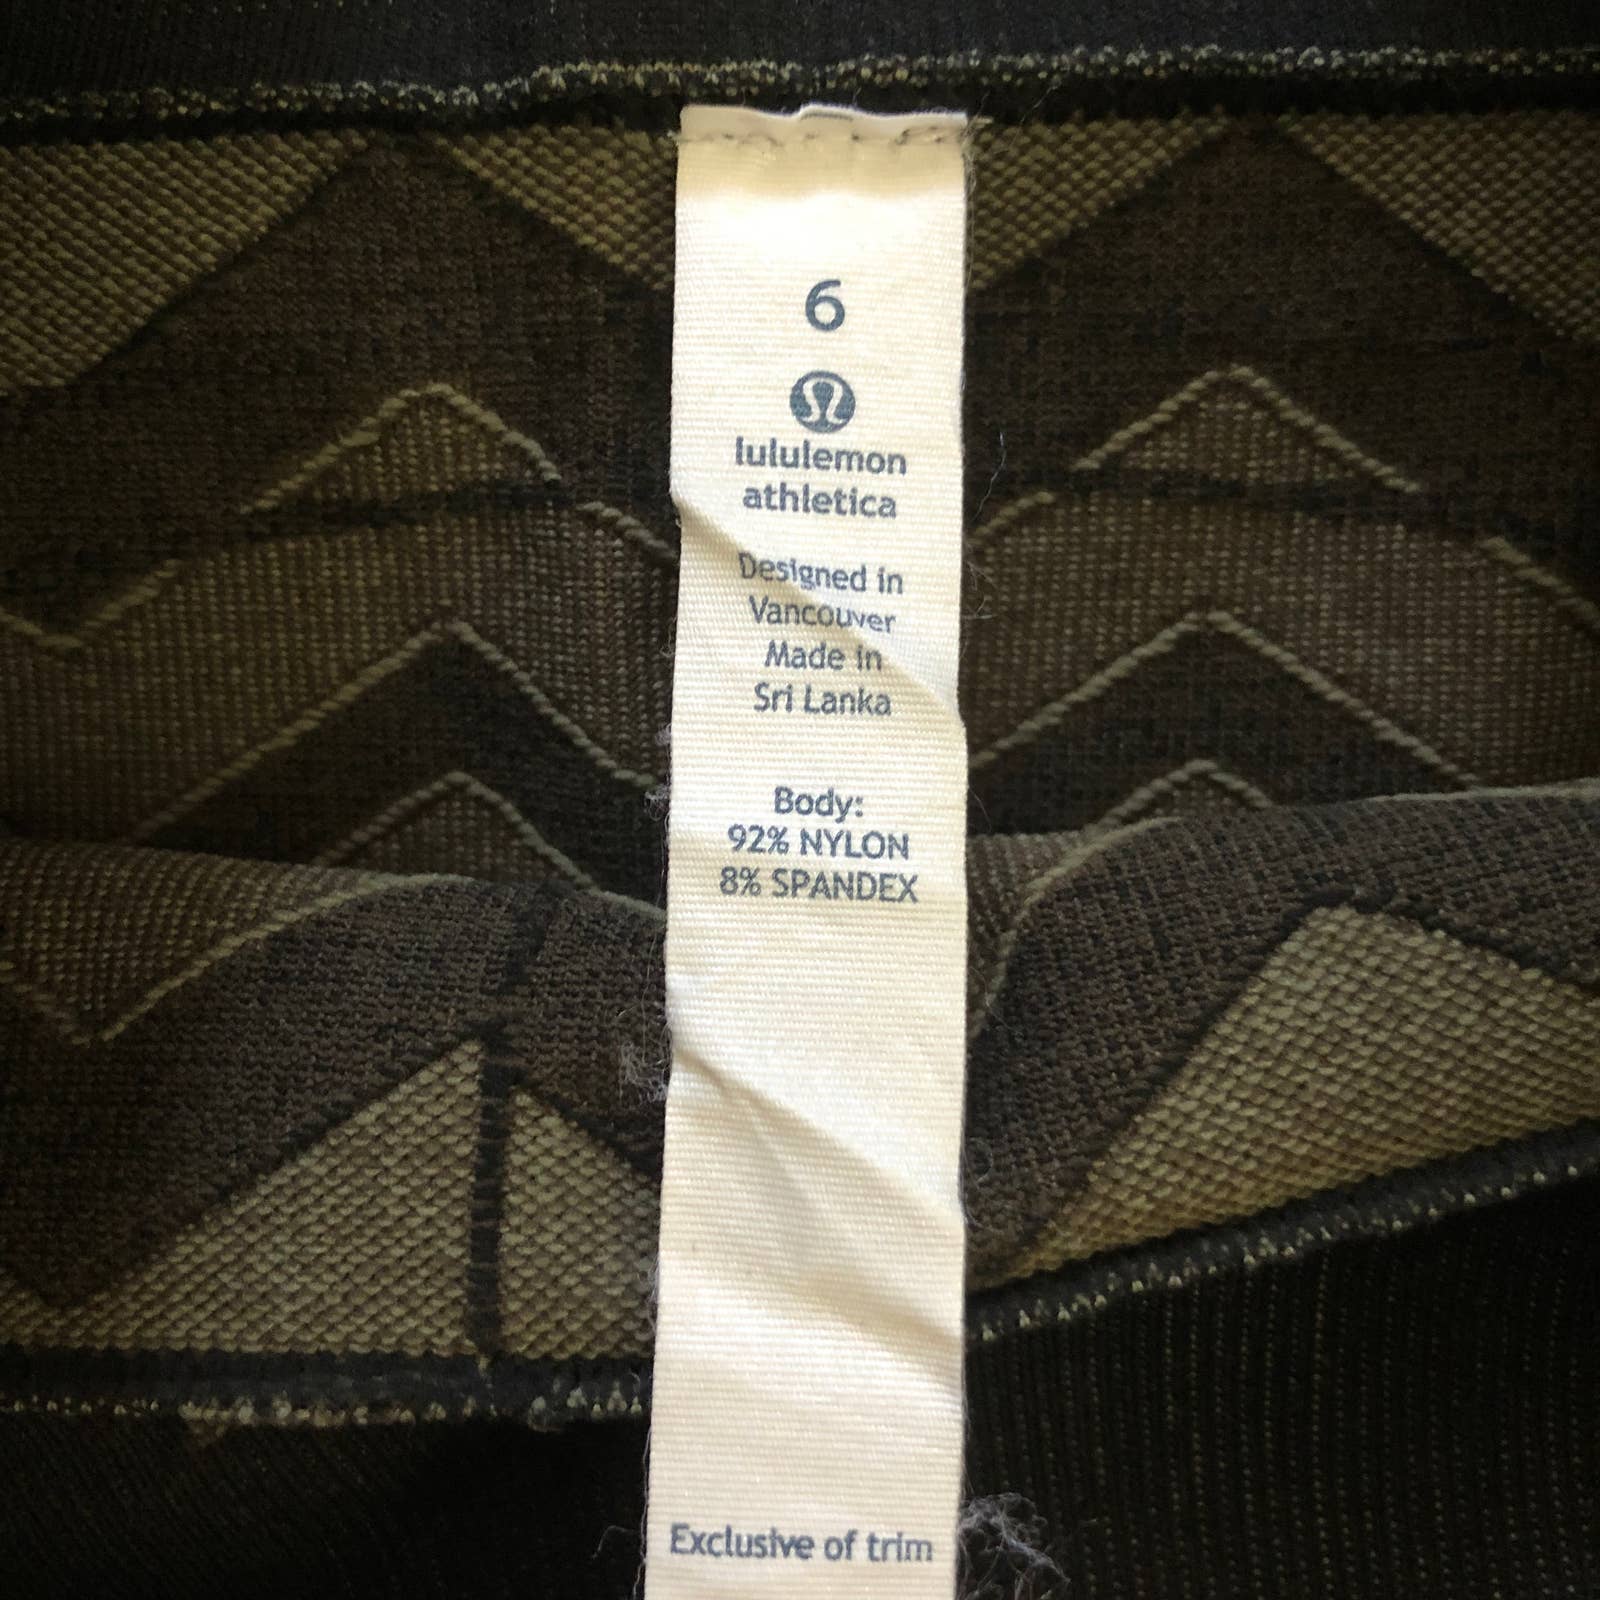 6
lululemon
athletica
Designed in
Vancouver
Made in
Sri Lanka
Body:
92% NYLON
8% SPANDEX
Exclusive of trim